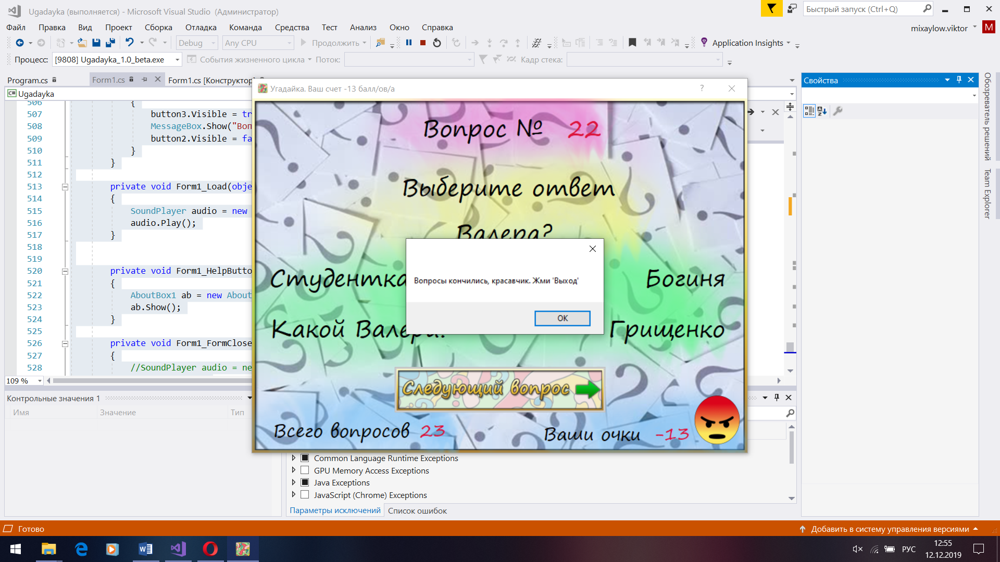 Ugadayka (выполняется) - Microsoft Visual Studio (Администратор)
Быстрый запуск (Ctrl+Q)
Файл Правка Вид Проект Сборка Отладка Команда Средства Тест Анализ Окно Справка
mixaylow.viktor M
Debug Any CPU Продолжить Application Insights
Процесс: [9808] Ugadayka_1.0_beta.exe События жизненного цикла Поток: Кадр стека:
Program.cs Form1.cs Form1.cs [Конструктор]
C# Ugadayka
506 {
507 button3.Visible = tr
508 MessageBox.Show("Воп
509 button2.Visible = fa
510 }
511 }
512
513 private void Form1_Load(obje
514 {
515 SoundPlayer audio = new
516 audio.Play();
517 }
518
519
520 private void Form1_HelpButto
521 {
522 AboutBox1 ab = new About
523 ab.Show();
524 }
525
526 private void Form1_FormClose
527 {
528 //SoundPlayer audio = ne
109 %
Контрольные значения 1
Имя Значение Тип
Угадайка. Ваш счет -13 балл/ов/а
Вопрос № 22
Выберите ответ
Валера?
Студентка Богиня
Какой Валера? Грищенко
Вопросы кончились, красавчик. Жми 'Выход'
ОК
Следующий вопрос
Всего вопросов 23
Ваши очки -13
Common Language Runtime Exceptions
GPU Memory Access Exceptions
Java Exceptions
JavaScript (Chrome) Exceptions
Параметры исключений Список ошибок
Свойства
Обозреватель решений
Team Explorer
Готово
Добавить в систему управления версиями
РУС
12:55
12.12.2019